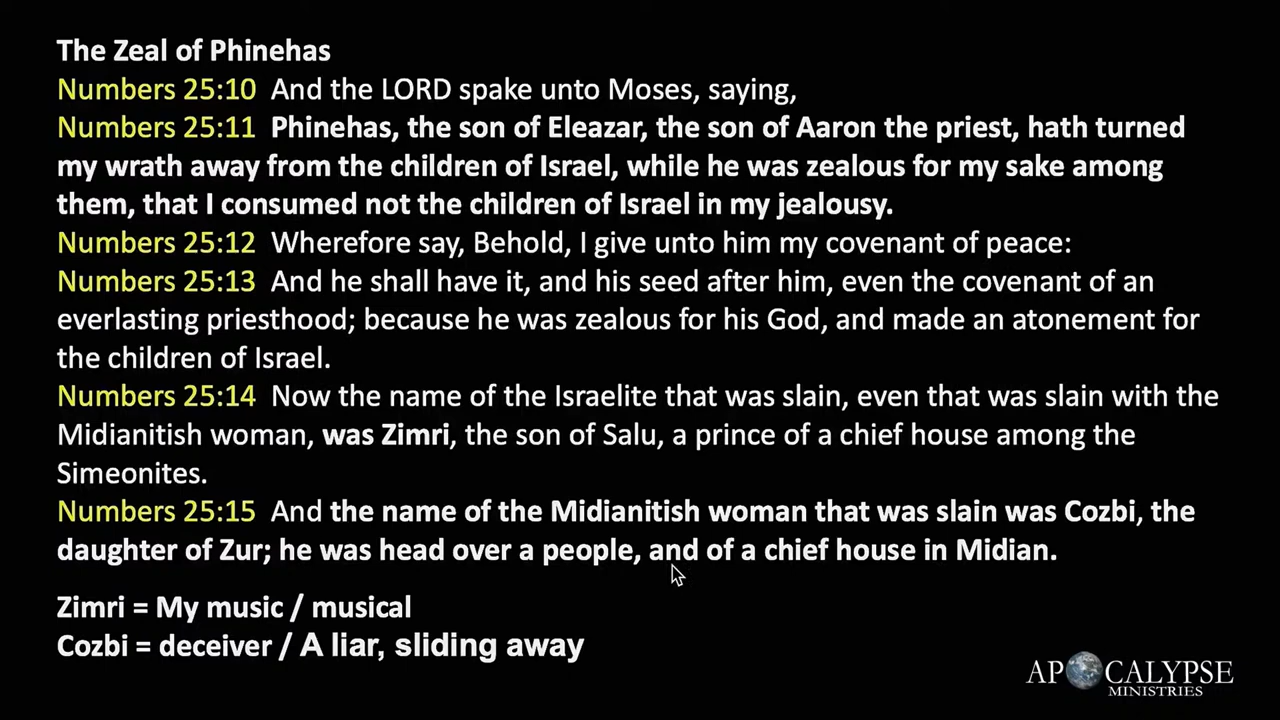 The Zeal of Phinehas
Numbers 25:10 And the LORD spake unto Moses, saying,
Numbers 25:11 Phinehas, the son of Eleazar, the son of Aaron the priest, hath turned
my wrath away from the children of Israel, while he was zealous for my sake among
them, that I consumed not the children of Israel in my jealousy.
Numbers 25:12 Wherefore say, Behold, I give unto him my covenant of peace:
Numbers 25:13 And he shall have it, and his seed after him, even the covenant of an
everlasting priesthood; because he was zealous for his God, and made an atonement for
the children of Israel.
Numbers 25:14 Now the name of the Israelite that was slain, even that was slain with the
Midianitish woman, was Zimri, the son of Salu, a prince of a chief house among the
Simeonites.
Numbers 25:15 And the name of the Midianitish woman that was slain was Cozbi, the
daughter of Zur; he was head over a people, and of a chief house in Midian.
Zimri = My music / musical
Cozbi = deceiver / A liar, sliding away
APOCALYPSE
MINISTRIES